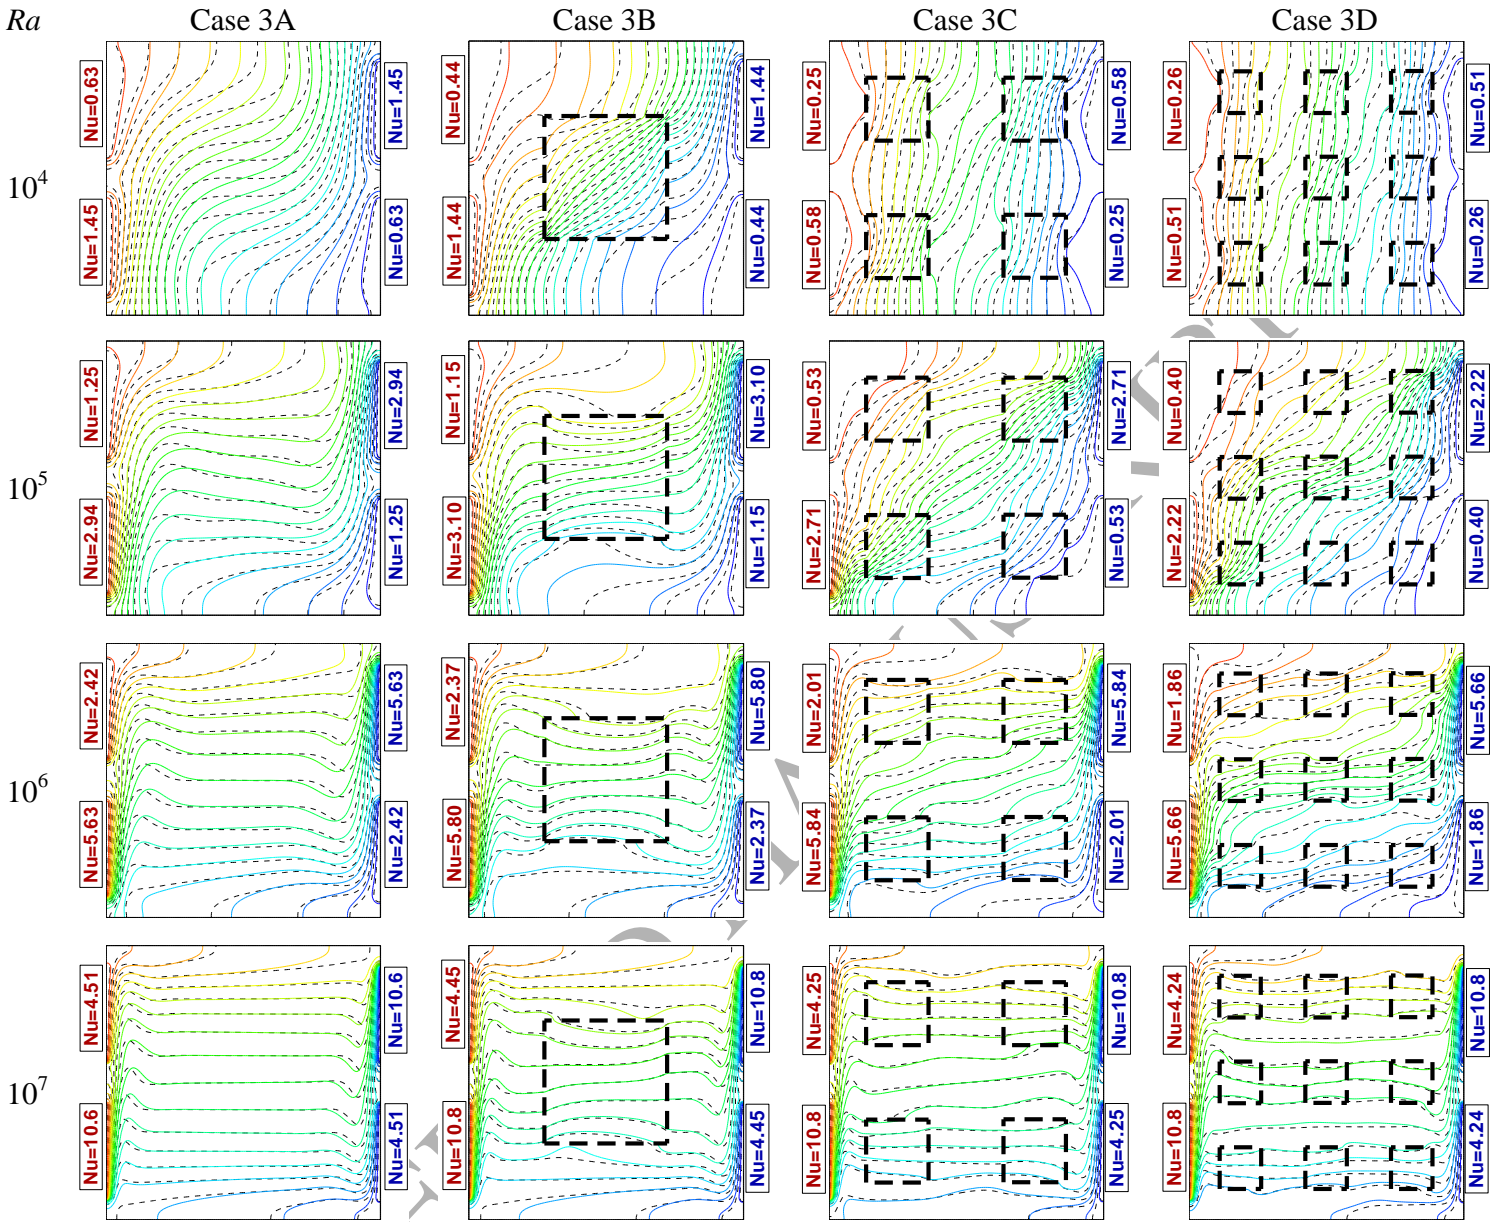 Ra Case 3A Case 3B Case 3C Case 3D
Nu=0.63 Nu=1.45 Nu=0.44 Nu=1.44 Nu=0.25 Nu=0.58 Nu=0.26 Nu=0.51
10⁴
Nu=1.45 Nu=0.63 Nu=1.44 Nu=0.44 Nu=0.58 Nu=0.25 Nu=0.51 Nu=0.26
Nu=1.25 Nu=2.94 Nu=1.15 Nu=3.10 Nu=0.53 Nu=2.71 Nu=0.40 Nu=2.22
10⁵
Nu=2.94 Nu=1.25 Nu=3.10 Nu=1.15 Nu=2.71 Nu=0.53 Nu=2.22 Nu=0.40
Nu=2.42 Nu=5.63 Nu=2.37 Nu=5.80 Nu=2.01 Nu=5.84 Nu=1.86 Nu=5.66
10⁶
Nu=5.63 Nu=2.42 Nu=5.80 Nu=2.37 Nu=5.84 Nu=2.01 Nu=5.66 Nu=1.86
Nu=4.51 Nu=10.6 Nu=4.45 Nu=10.8 Nu=4.25 Nu=10.8 Nu=4.24 Nu=10.8
10⁷
Nu=10.6 Nu=4.51 Nu=10.8 Nu=4.45 Nu=10.8 Nu=4.25 Nu=10.8 Nu=4.24